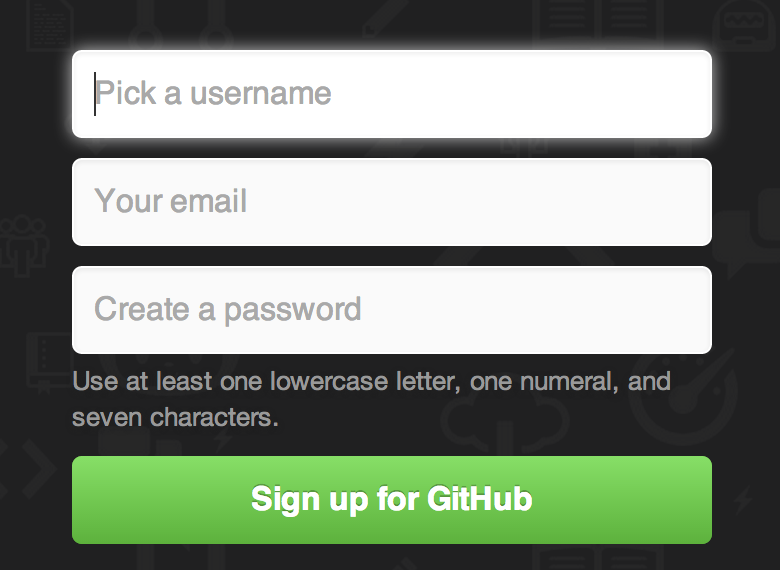 Pick a username
Your email
Create a password
Use at least one lowercase letter, one numeral, and
seven characters.
Sign up for GitHub